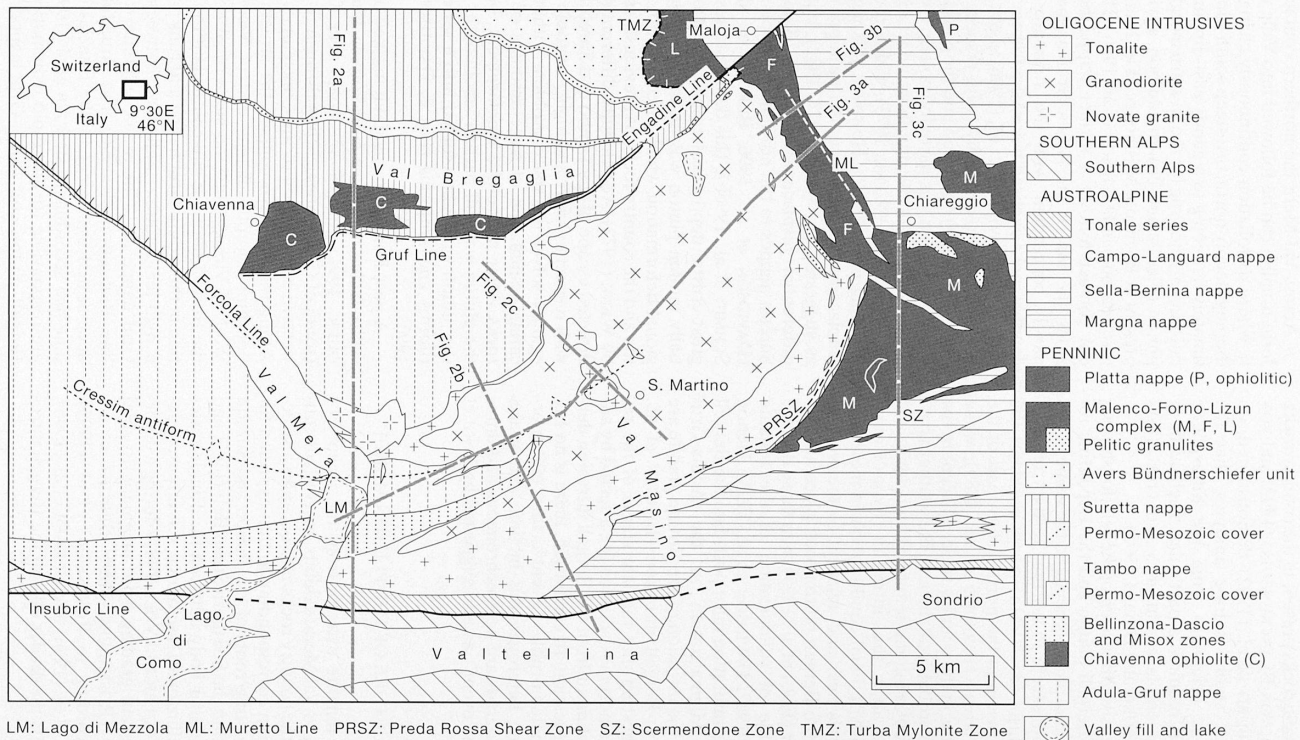 Switzerland
Italy
9°30E
46°N
Fig. 2a
TMZ
L
Maloja
F
Fig. 3b
P
Engadine Line
Fig. 3a
Fig. 3c
Val Bregaglia
ML
M
Chiavenna
C
C
C
Chiareggio
F
Gruf Line
Forcola Line
Fig. 2c
M
Fig. 2b
Cressim antiform
Val Mera
S. Martino
M
PRSZ
SZ
Val Masino
LM
Insubric Line
Lago
di
Como
Sondrio
Valtellina
5 km
OLIGOCENE INTRUSIVES
Tonalite
Granodiorite
Novate granite
SOUTHERN ALPS
Southern Alps
AUSTROALPINE
Tonale series
Campo-Languard nappe
Sella-Bernina nappe
Margna nappe
PENNINIC
Platta nappe (P, ophiolitic)
Malenco-Forno-Lizun
complex (M, F, L)
Pelitic granulites
Avers Bündnerschiefer unit
Suretta nappe
Permo-Mesozoic cover
Tambo nappe
Permo-Mesozoic cover
Bellinzona-Dascio
and Misox zones
Chiavenna ophiolite (C)
Adula-Gruf nappe
Valley fill and lake
LM: Lago di Mezzola ML: Muretto Line PRSZ: Preda Rossa Shear Zone SZ: Scermendone Zone TMZ: Turba Mylonite Zone